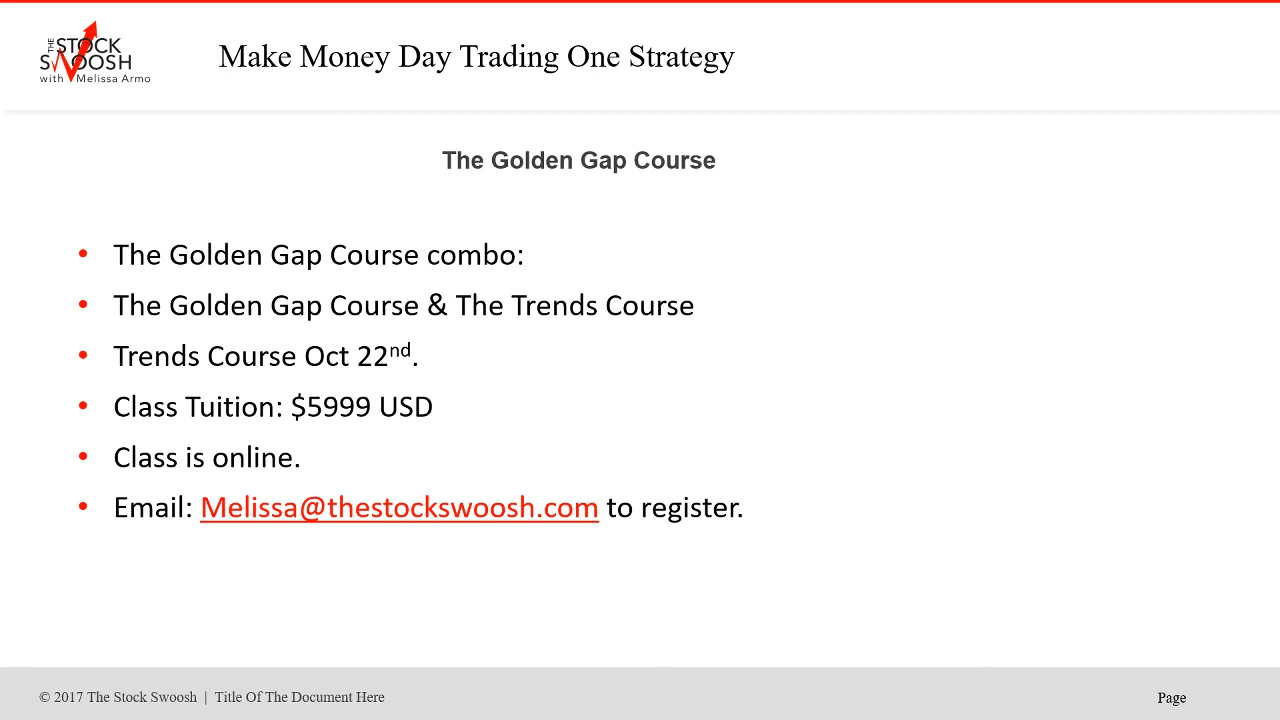 THE STOCK
SWOOSH
with Melissa Armo
Make Money Day Trading One Strategy
The Golden Gap Course
• The Golden Gap Course combo:
• The Golden Gap Course & The Trends Course
• Trends Course Oct 22nd.
• Class Tuition: $5999 USD
• Class is online.
• Email: Melissa@thestockswoosh.com to register.
© 2017 The Stock Swoosh | Title Of The Document Here
Page